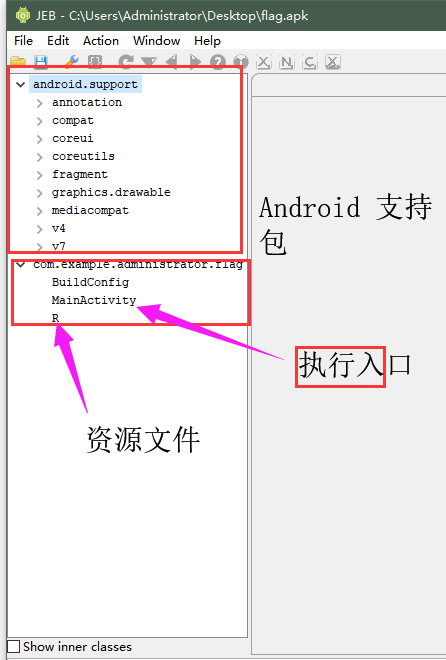 JEB - C:\Users\Administrator\Desktop\flag.apk
File Edit Action Window Help
android.support
annotation
compat
coreui
coreutils
fragment
graphics.drawable
mediacompat
v4
v7
Android 支持
包
com.example.administrator.flag
BuildConfig
MainActivity
R
执行入口
资源文件
Show inner classes